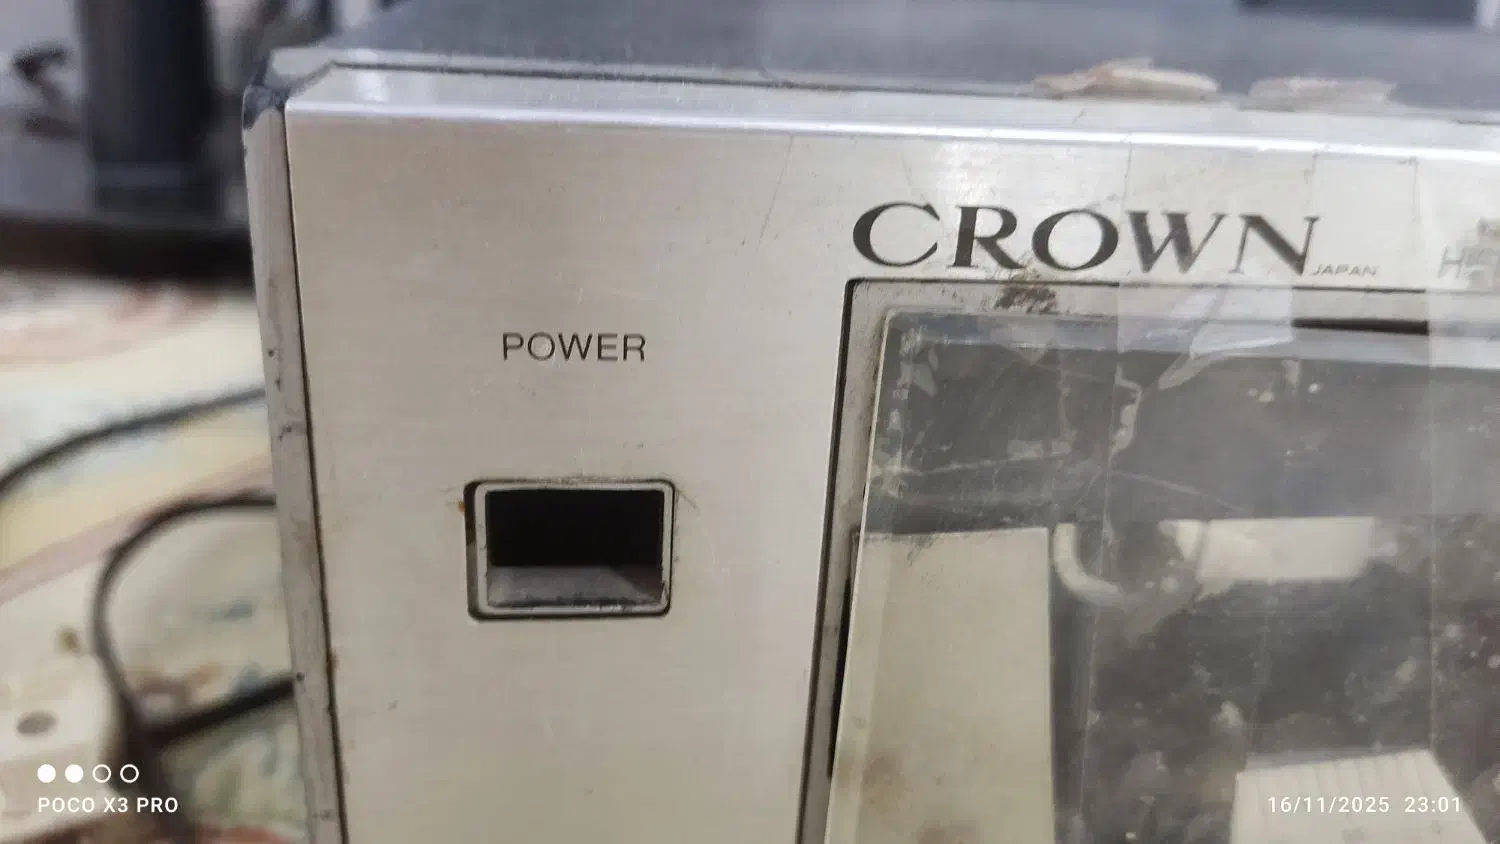 CROWN JAPAN
POWER
POCO X3 PRO
16/11/2025 23:01